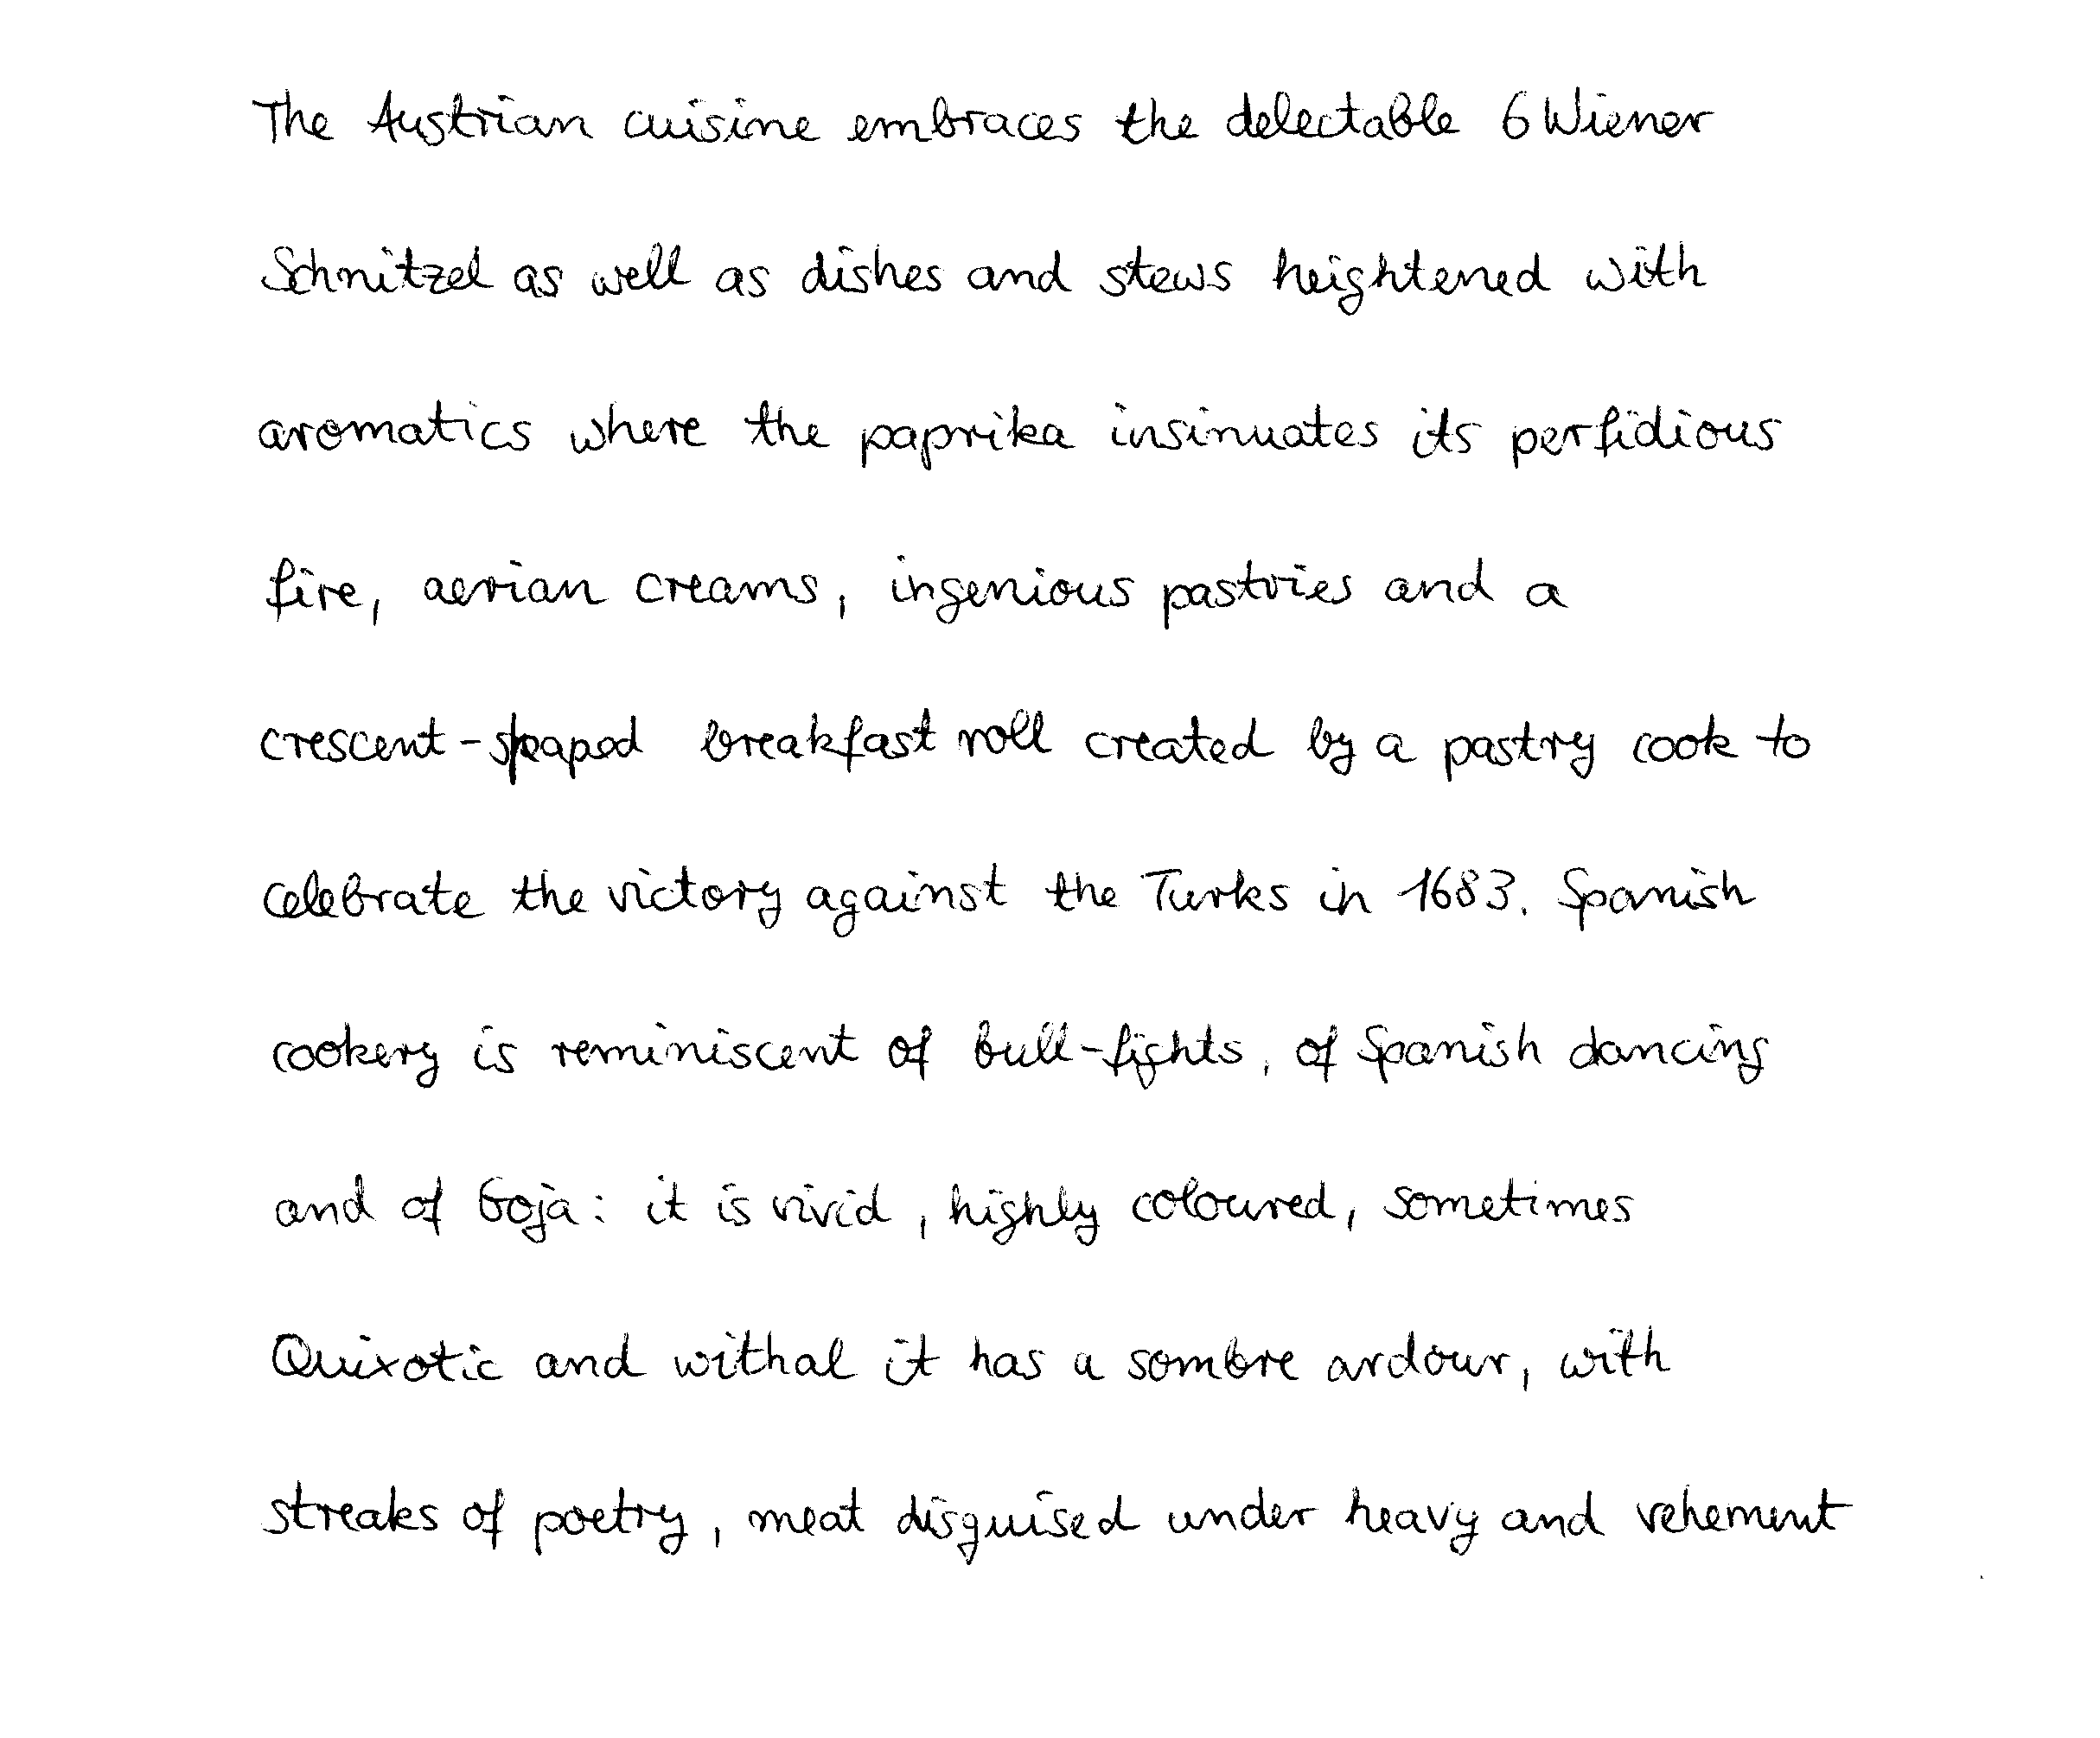 The Austrian cuisine embraces the delectable 6 Wiener
Schnitzel as well as dishes and stews heightened with
aromatics where the paprika insinuates its perfidious
fire, aerian creams, ingenious pastries and a
crescent-shaped breakfast roll created by a pastry cook to
celebrate the victory against the Turks in 1683. Spanish
cookery is reminiscent of bull-fights, of Spanish dancing
and of Goja: it is vivid, highly coloured, sometimes
Quixotic and withal it has a sombre ardour, with
streaks of poetry, meat disguised under heavy and vehement